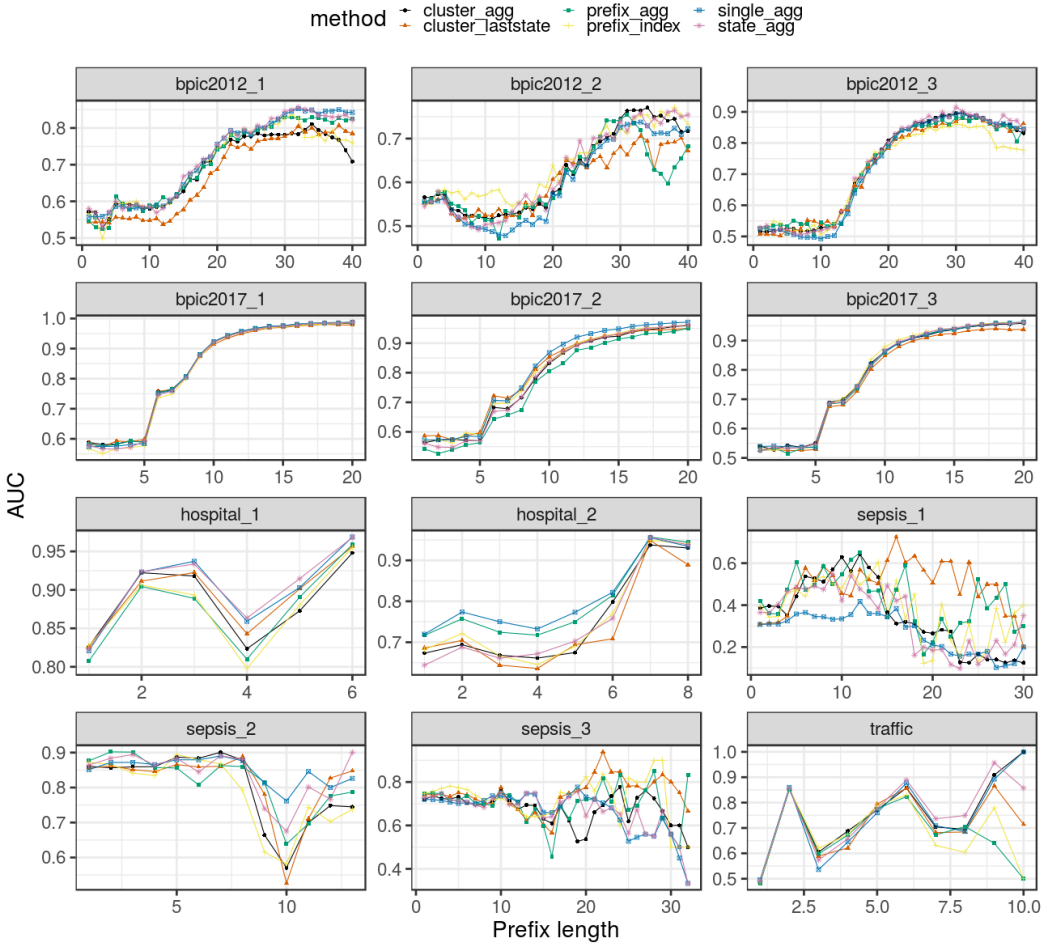 method cluster_agg prefix_agg single_agg
cluster_laststate prefix_index state_agg
bpic2012_1 bpic2012_2 bpic2012_3
0.8
0.7
0.6
0.5
0 10 20 30 40
0.7
0.6
0.5
0 10 20 30 40
0.9
0.8
0.7
0.6
0.5
0 10 20 30 40
bpic2017_1 bpic2017_2 bpic2017_3
1.0
0.9
0.8
0.7
0.6
5 10 15 20
0.9
0.8
0.7
0.6
5 10 15 20
0.9
0.8
0.7
0.6
0.5
5 10 15 20
AUC
hospital_1 hospital_2 sepsis_1
0.95
0.90
0.85
0.80
2 4 6
0.9
0.8
0.7
2 4 6 8
0.6
0.4
0.2
0 10 20 30
sepsis_2 sepsis_3 traffic
0.9
0.8
0.7
0.6
5 10
0.8
0.6
0.4
0 10 20 30
1.0
0.9
0.8
0.7
0.6
0.5
2.5 5.0 7.5 10.0
Prefix length